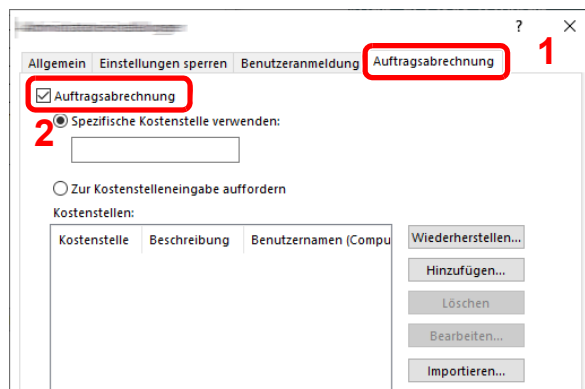 ? ×
1
Allgemein Einstellungen sperren Benutzeranmeldung Auftragsabrechnung
Auftragsabrechnung
2
Spezifische Kostenstelle verwenden:
Zur Kostenstelleneingabe auffordern
Kostenstellen:
Kostenstelle Beschreibung Benutzernamen (Compu
Wiederherstellen...
Hinzufügen...
Löschen
Bearbeiten...
Importieren...